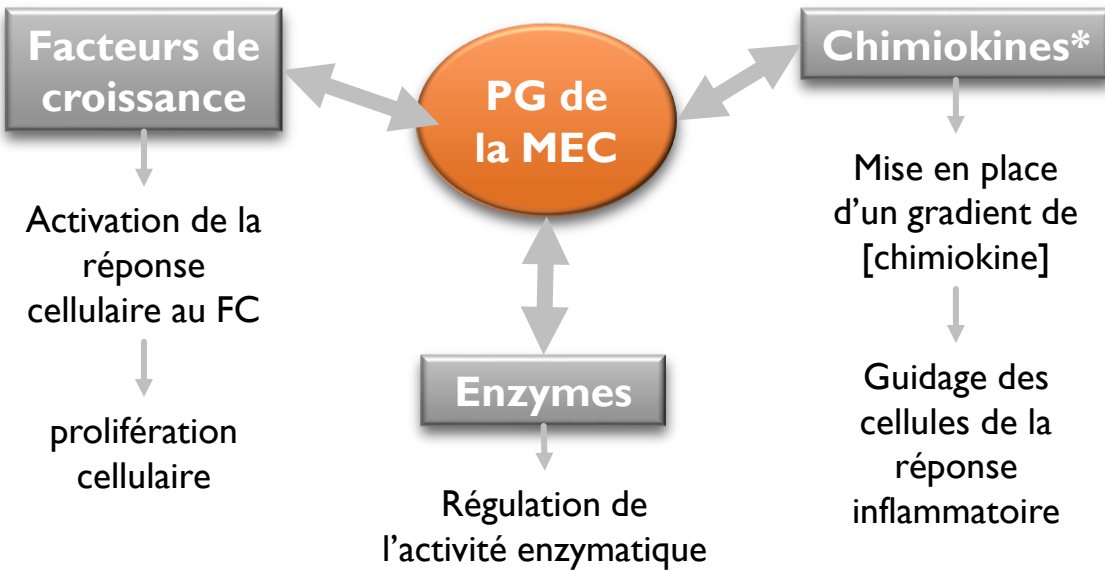 Facteurs de
croissance
Activation de la
réponse
cellulaire au FC
prolifération
cellulaire
PG de
la MEC
Enzymes
Régulation de
l’activité enzymatique
Chimiokines*
Mise en place
d’un gradient de
[chimiokine]
Guidage des
cellules de la
réponse
inflammatoire